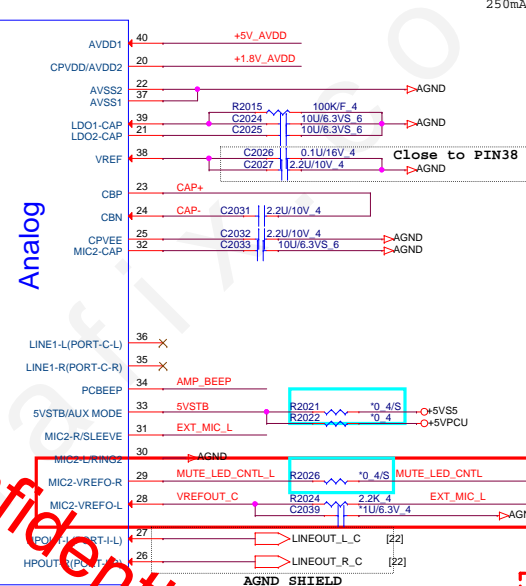 250mA
AVDD1 40 +5V_AVDD
CPVDD/AVDD2 20 +1.8V_AVDD
AVSS2 22 AGND
AVSS1 37
R2015 100K/F_4
LDO1-CAP 39 C2024 10U/6.3VS_6 AGND
LDO2-CAP 21 C2025 10U/6.3VS_6
VREF 38 C2026 0.1U/16V_4 Close to PIN38
C2027 2.2U/10V_4 AGND
CBP 23 CAP+
CBN 24 CAP- C2031 2.2U/10V_4
CPVEE 25 C2032 2.2U/10V_4 AGND
MIC2-CAP 32 C2033 10U/6.3VS_6 AGND
Analog
LINE1-L(PORT-C-L) 36
LINE1-R(PORT-C-R) 35
PCBEEP 34 AMP_BEEP
5VSTB/AUX MODE 33 5VSTB R2021 *0_4/S +5VS5
R2022 *0_4 +5VPCU
MIC2-R/SLEEVE 31 EXT_MIC_L
MIC2-L/RING2 30 AGND
MIC2-VREFO-R 29 MUTE_LED_CNTL_L R2026 *0_4/S MUTE_LED_CNTL
MIC2-VREFO-L 28 VREFOUT_C R2024 2.2K_4 EXT_MIC_L
C2039 *1U/6.3V_4 AGN
27 LINEOUT_L_C [22]
26 LINEOUT_R_C [22]
AGND SHIELD